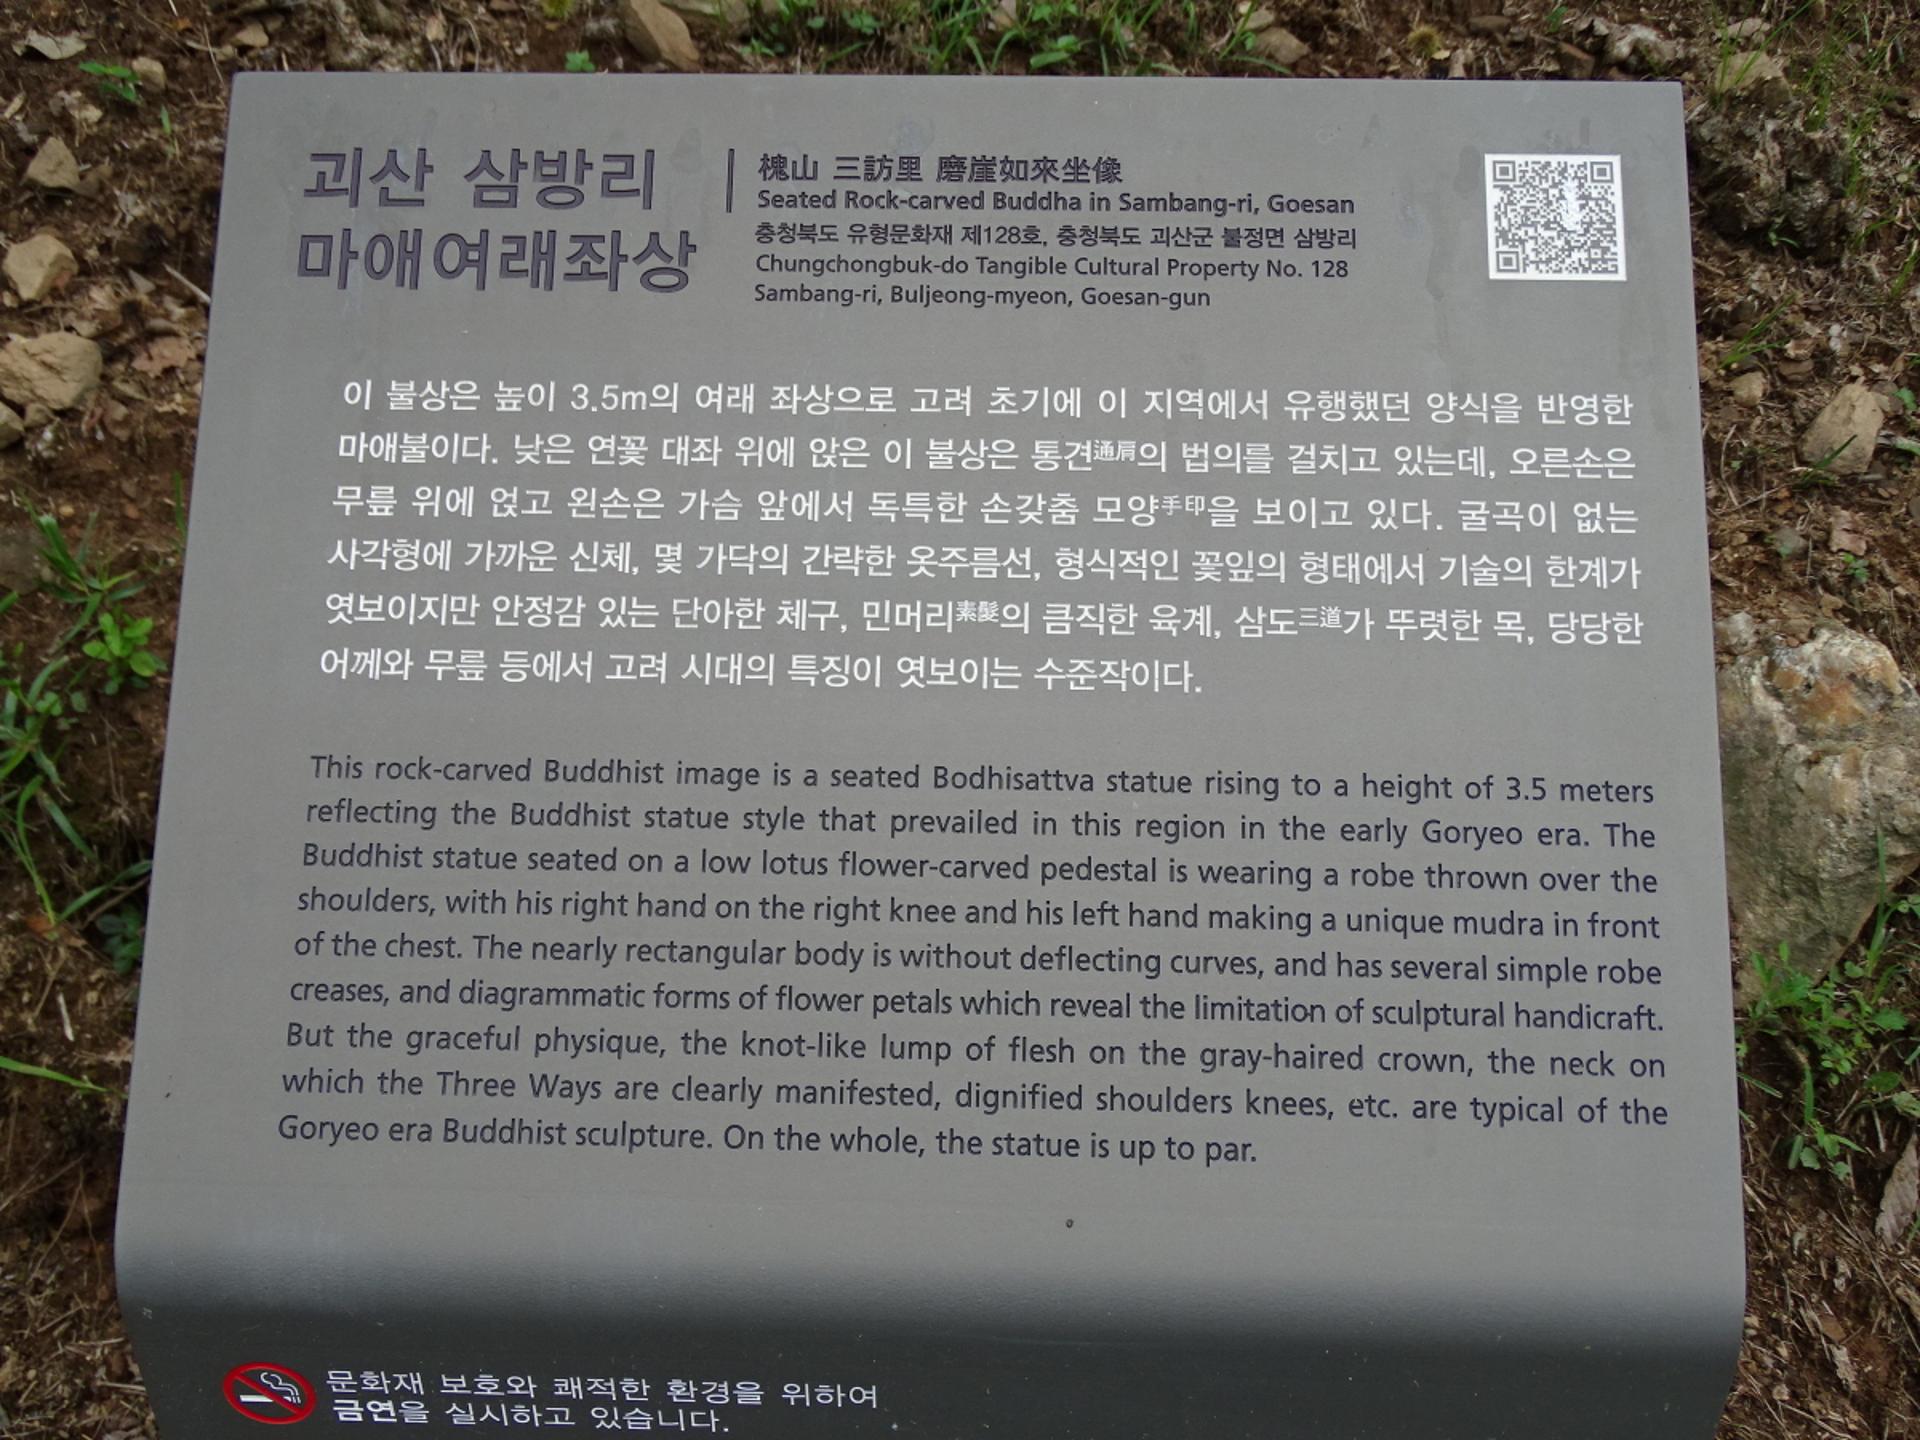 괴산 삼방리
마애여래좌상
槐山 三訪里 磨崖如來坐像
Seated Rock-carved Buddha in Sambang-ri, Goesan
충청북도 유형문화재 제128호, 충청북도 괴산군 불정면 삼방리
Chungchongbuk-do Tangible Cultural Property No. 128
Sambang-ri, Buljeong-myeon, Goesan-gun
이 불상은 높이 3.5m의 여래 좌상으로 고려 초기에 이 지역에서 유행했던 양식을 반영한
마애불이다. 낮은 연꽃 대좌 위에 앉은 이 불상은 통견通肩의 법의를 걸치고 있는데, 오른손은
무릎 위에 얹고 왼손은 가슴 앞에서 독특한 손갖춤 모양手印을 보이고 있다. 굴곡이 없는
사각형에 가까운 신체, 몇 가닥의 간략한 옷주름선, 형식적인 꽃잎의 형태에서 기술의 한계가
엿보이지만 안정감 있는 단아한 체구, 민머리素髮의 큼직한 육계, 삼도三道가 뚜렷한 목, 당당한
어깨와 무릎 등에서 고려 시대의 특징이 엿보이는 수준작이다.
This rock-carved Buddhist image is a seated Bodhisattva statue rising to a height of 3.5 meters
reflecting the Buddhist statue style that prevailed in this region in the early Goryeo era. The
Buddhist statue seated on a low lotus flower-carved pedestal is wearing a robe thrown over the
shoulders, with his right hand on the right knee and his left hand making a unique mudra in front
of the chest. The nearly rectangular body is without deflecting curves, and has several simple robe
creases, and diagrammatic forms of flower petals which reveal the limitation of sculptural handicraft.
But the graceful physique, the knot-like lump of flesh on the gray-haired crown, the neck on
which the Three Ways are clearly manifested, dignified shoulders knees, etc. are typical of the
Goryeo era Buddhist sculpture. On the whole, the statue is up to par.
문화재 보호와 쾌적한 환경을 위하여
금연을 실시하고 있습니다.